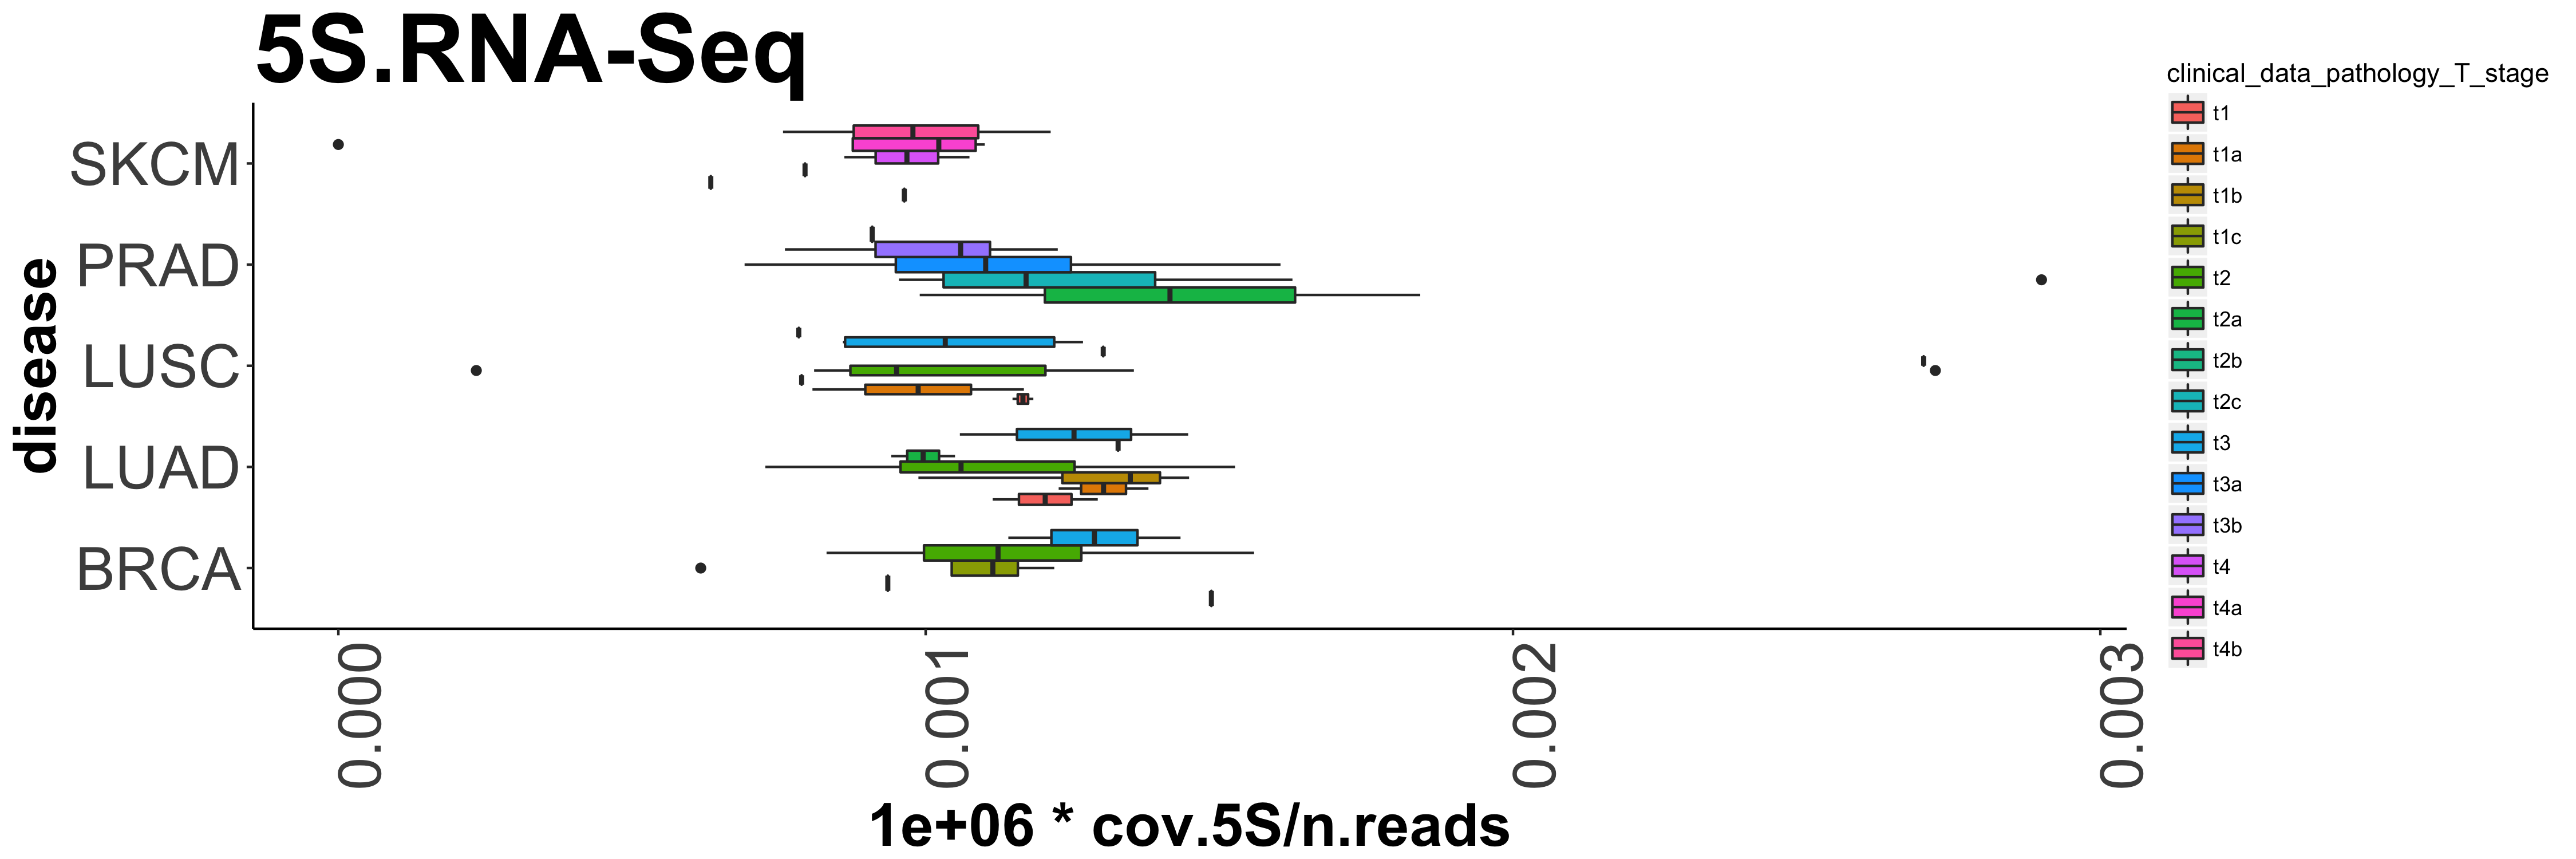 5S.RNA-Seq
clinical_data_pathology_T_stage
t1
t1a
t1b
t1c
t2
t2a
t2b
t2c
t3
t3a
t3b
t4
t4a
t4b
disease
SKCM
PRAD
LUSC
LUAD
BRCA
0.000
0.001
0.002
0.003
1e+06 * cov.5S/n.reads